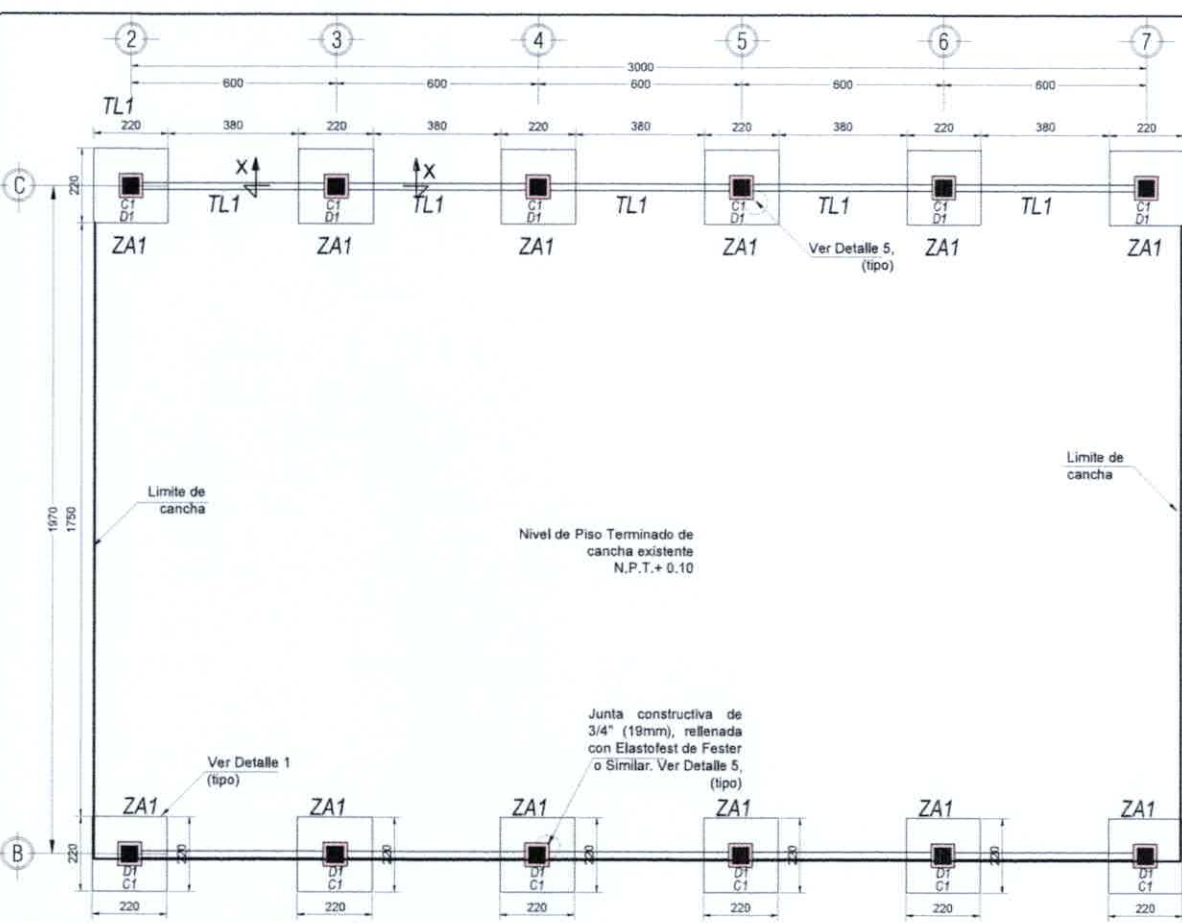 2 3 4 5 6 7
3000
600 600 600 600 600
TL1
220 380 220 380 220 380 220 380 220 380
C
220
X X
C1 C1 C1 C1 C1 C1
D1 D1 D1 D1 D1 D1
TL1 TL1 TL1 TL1 TL1
ZA1 ZA1 ZA1 ZA1 ZA1 ZA1
Ver Detalle 5,
(tipo)
Limite de
cancha
Limite de
cancha
1970
1750
Nivel de Piso Terminado de
cancha existente
N.P.T.+ 0.10
Junta constructiva de
3/4" (19mm), rellenada
con Elastofest de Fester
o Similar. Ver Detalle 5,
(tipo)
Ver Detalle 1
(tipo)
ZA1 ZA1 ZA1 ZA1 ZA1 ZA1
B
220 220 220 220 220 220
D1 D1 D1 D1 D1 D1
C1 C1 C1 C1 C1 C1
220 220 220 220 220 220